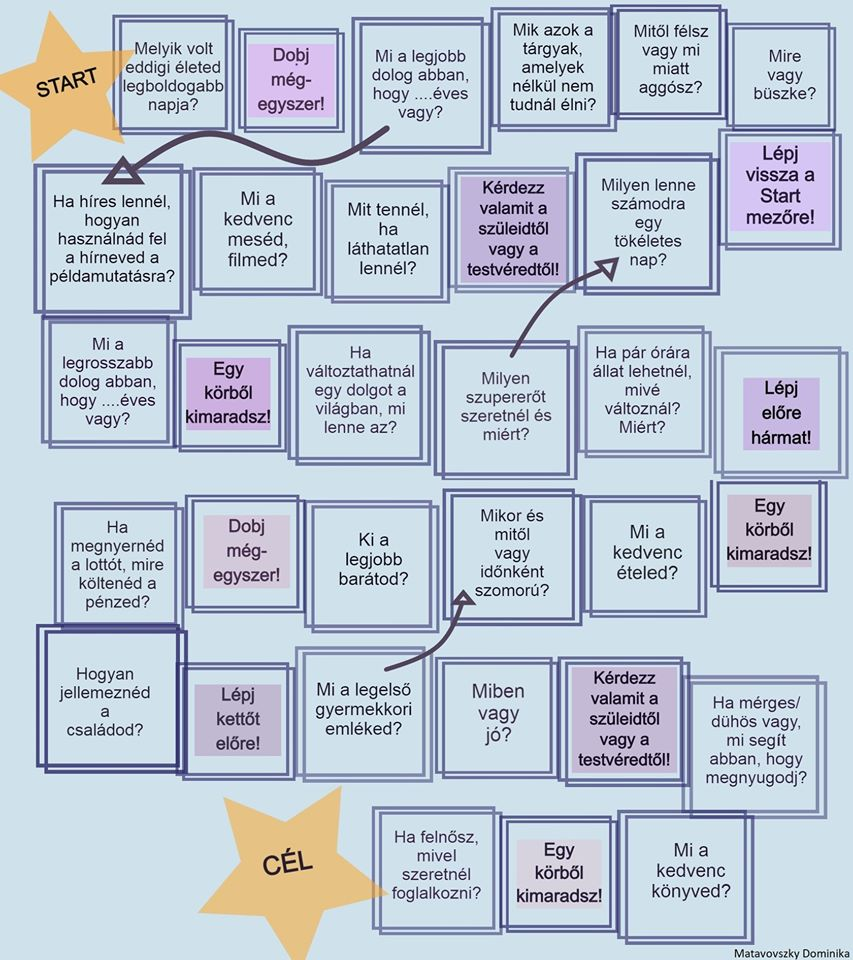 START
Melyik volt
eddigi életed
legboldogabb
napja?
Dobj
még-
egyszer!
Mi a legjobb
dolog abban,
hogy ....éves
vagy?
Mik azok a
tárgyak,
amelyek
nélkül nem
tudnál élni?
Mitől félsz
vagy mi
miatt
aggósz?
Mire
vagy
büszke?
Ha híres lennél,
hogyan
használnád fel
a hírneved a
példamutatásra?
Mi a
kedvenc
meséd,
filmed?
Mit tennél,
ha
láthatatlan
lennél?
Kérdezz
valamit a
szüleidtől
vagy a
testvéredtől!
Milyen lenne
számodra
egy
tökéletes
nap?
Lépj
vissza a
Start
mezőre!
Mi a
legrosszabb
dolog abban,
hogy ....éves
vagy?
Egy
körből
kimaradsz!
Ha
változtathatnál
egy dolgot a
világban, mi
lenne az?
Milyen
szupererőt
szeretnél és
miért?
Ha pár órára
állat lehetnél,
mivé
változnál?
Miért?
Lépj
előre
hármat!
Ha
megnyernéd
a lottót, mire
költenéd a
pénzed?
Dobj
még-
egyszer!
Ki a
legjobb
barátod?
Mikor és
mitől
vagy
időnként
szomorú?
Mi a
kedvenc
ételed?
Egy
körből
kimaradsz!
Hogyan
jellemeznéd
a
családod?
Lépj
kettőt
előre!
Mi a legelső
gyermekkori
emléked?
Miben
vagy
jó?
Kérdezz
valamit a
szüleidtől
vagy a
testvéredtől!
Ha mérges/
dühös vagy,
mi segít
abban, hogy
megnyugodj?
CÉL
Ha felnősz,
mivel
szeretnél
foglalkozni?
Egy
körből
kimaradsz!
Mi a
kedvenc
könyved?
Matavovszky Dominika